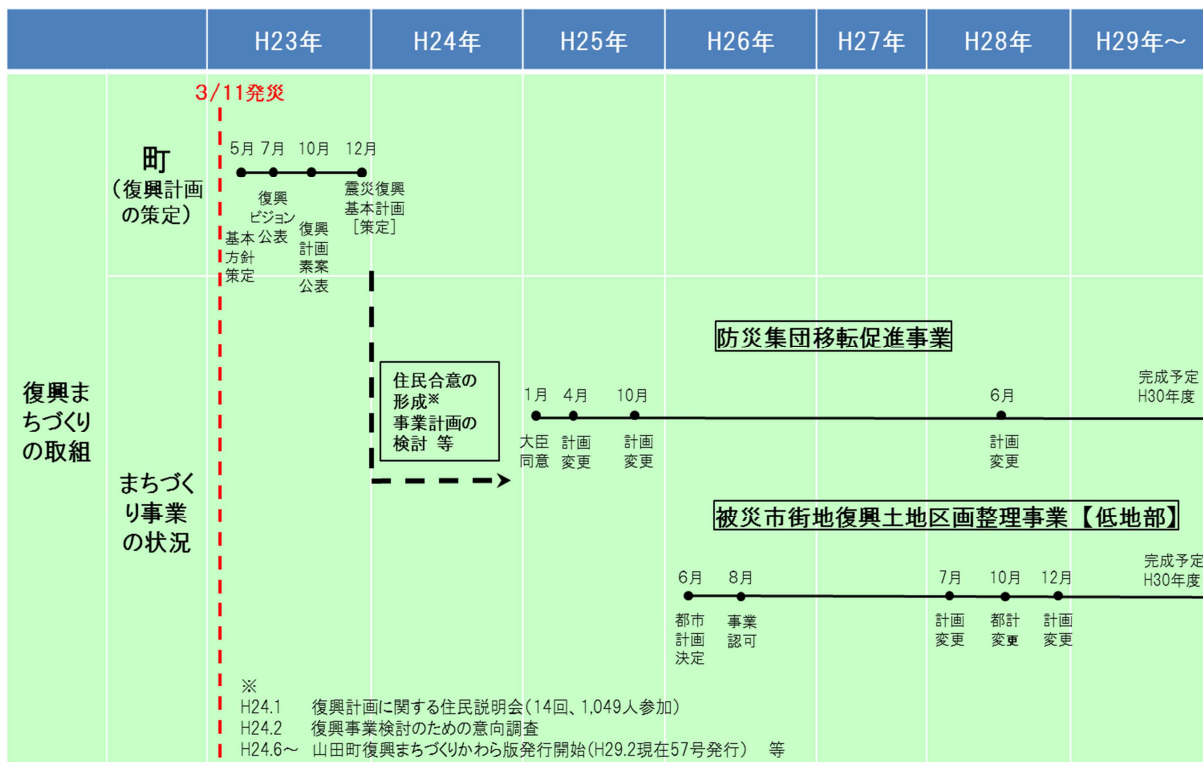 H23年
H24年
H25年
H26年
H27年
H28年
H29年～
3/11発災
町
（復興計画
の策定）
5月
7月
10月
12月
基本
方針
策定
復興
ビジョン
公表
復興
計画
素案
公表
震災復興
基本計画
［策定］
復興ま
ちづくり
の取組
まちづく
り事業
の状況
住民合意の
形成※
事業計画の
検討 等
防災集団移転促進事業
1月
4月
10月
6月
完成予定
H30年度
大臣
同意
計画
変更
計画
変更
計画
変更
被災市街地復興土地区画整理事業【低地部】
6月
8月
7月
10月
12月
完成予定
H30年度
都市
計画
決定
事業
認可
計画
変更
都計
変更
計画
変更
※
H24.1 復興計画に関する住民説明会（14回、1,049人参加）
H24.2 復興事業検討のための意向調査
H24.6～ 山田町復興まちづくりかわら版発行開始（H29.2現在57号発行） 等